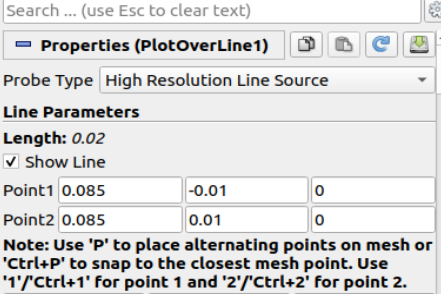 Search ... (use Esc to clear text)
Properties (PlotOverLine1)
Probe Type High Resolution Line Source
Line Parameters
Length: 0.02
Show Line
Point1 0.085 -0.01 0
Point2 0.085 0.01 0
Note: Use 'P' to place alternating points on mesh or
'Ctrl+P' to snap to the closest mesh point. Use
'1'/'Ctrl+1' for point 1 and '2'/'Ctrl+2' for point 2.